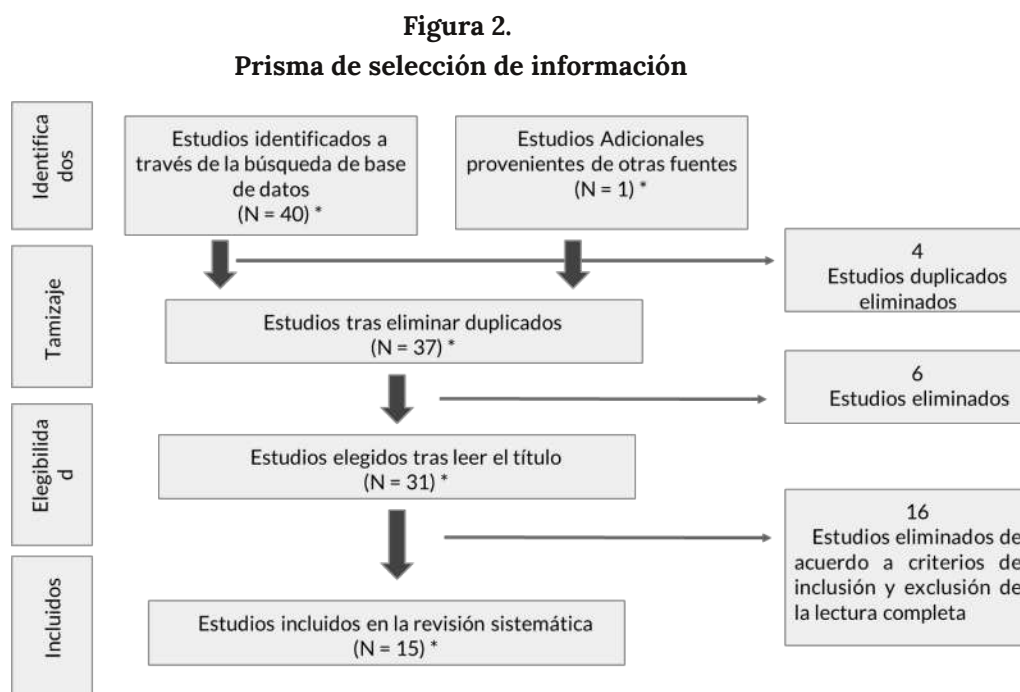 Figura 2.
Prisma de selección de información
Identifica
dos
Estudios identificados a
través de la búsqueda de base
de datos
(N = 40) *
Estudios Adicionales
provenientes de otras fuentes
(N = 1) *
4
Estudios duplicados
eliminados
Tamizaje
Estudios tras eliminar duplicados
(N = 37) *
6
Estudios eliminados
Elegibilida
d
Estudios elegidos tras leer el título
(N = 31) *
16
Estudios eliminados de
acuerdo a criterios de
inclusión y exclusión de
la lectura completa
Incluidos
Estudios incluidos en la revisión sistemática
(N = 15) *